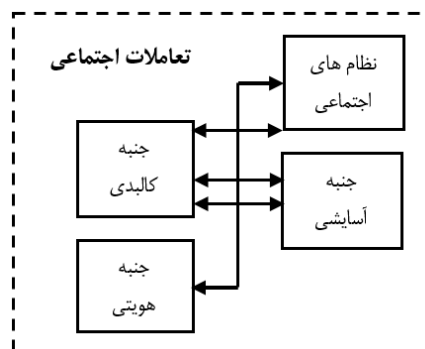 تعاملات اجتماعی
نظام های
اجتماعی
جنبه
کالبدی
جنبه
آسایشی
جنبه
هویتی